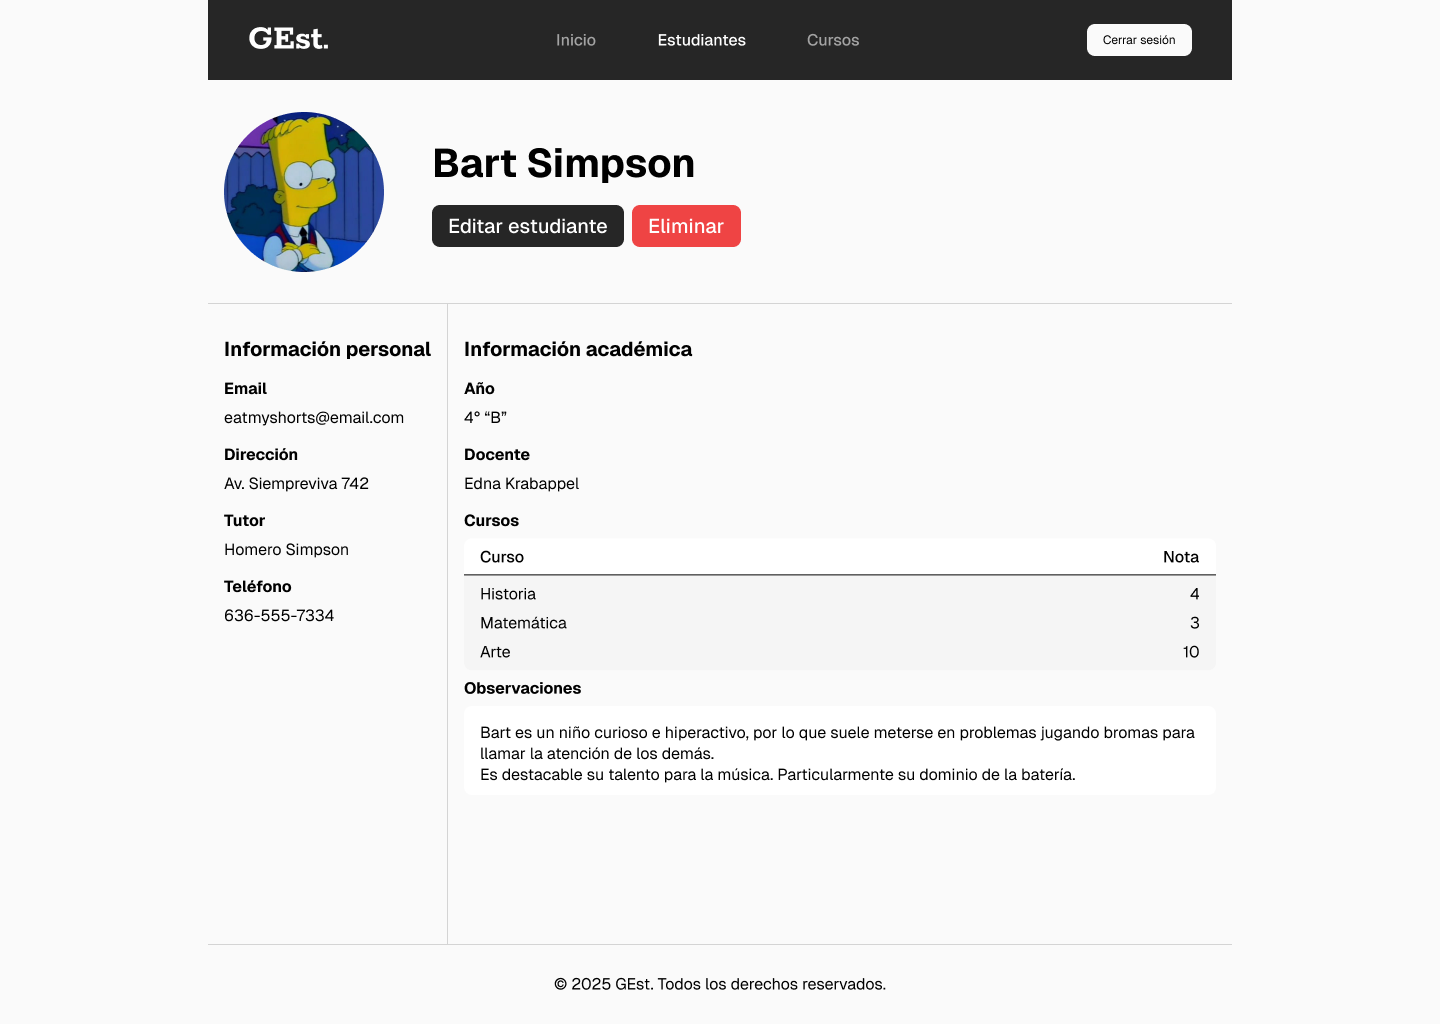 GEst.
Inicio
Estudiantes
Cursos
Cerrar sesión
Bart Simpson
Editar estudiante
Eliminar
Información personal
Email
eatmyshorts@email.com
Dirección
Av. Siempreviva 742
Tutor
Homero Simpson
Teléfono
636-555-7334
Información académica
Año
4° “B”
Docente
Edna Krabappel
Cursos
Curso Nota
Historia 4
Matemática 3
Arte 10
Observaciones
Bart es un niño curioso e hiperactivo, por lo que suele meterse en problemas jugando bromas para
llamar la atención de los demás.
Es destacable su talento para la música. Particularmente su dominio de la batería.
© 2025 GEst. Todos los derechos reservados.